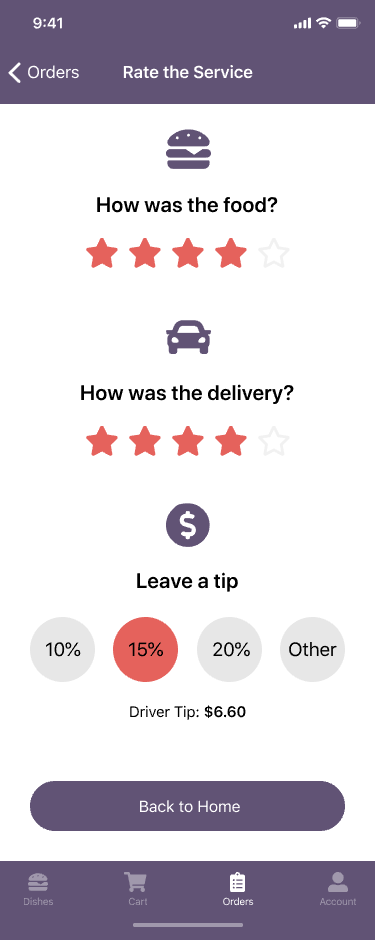 9:41
Orders
Rate the Service
How was the food?
How was the delivery?
$
Leave a tip
10%
15%
20%
Other
Driver Tip: $6.60
Back to Home
Dishes
Cart
Orders
Account